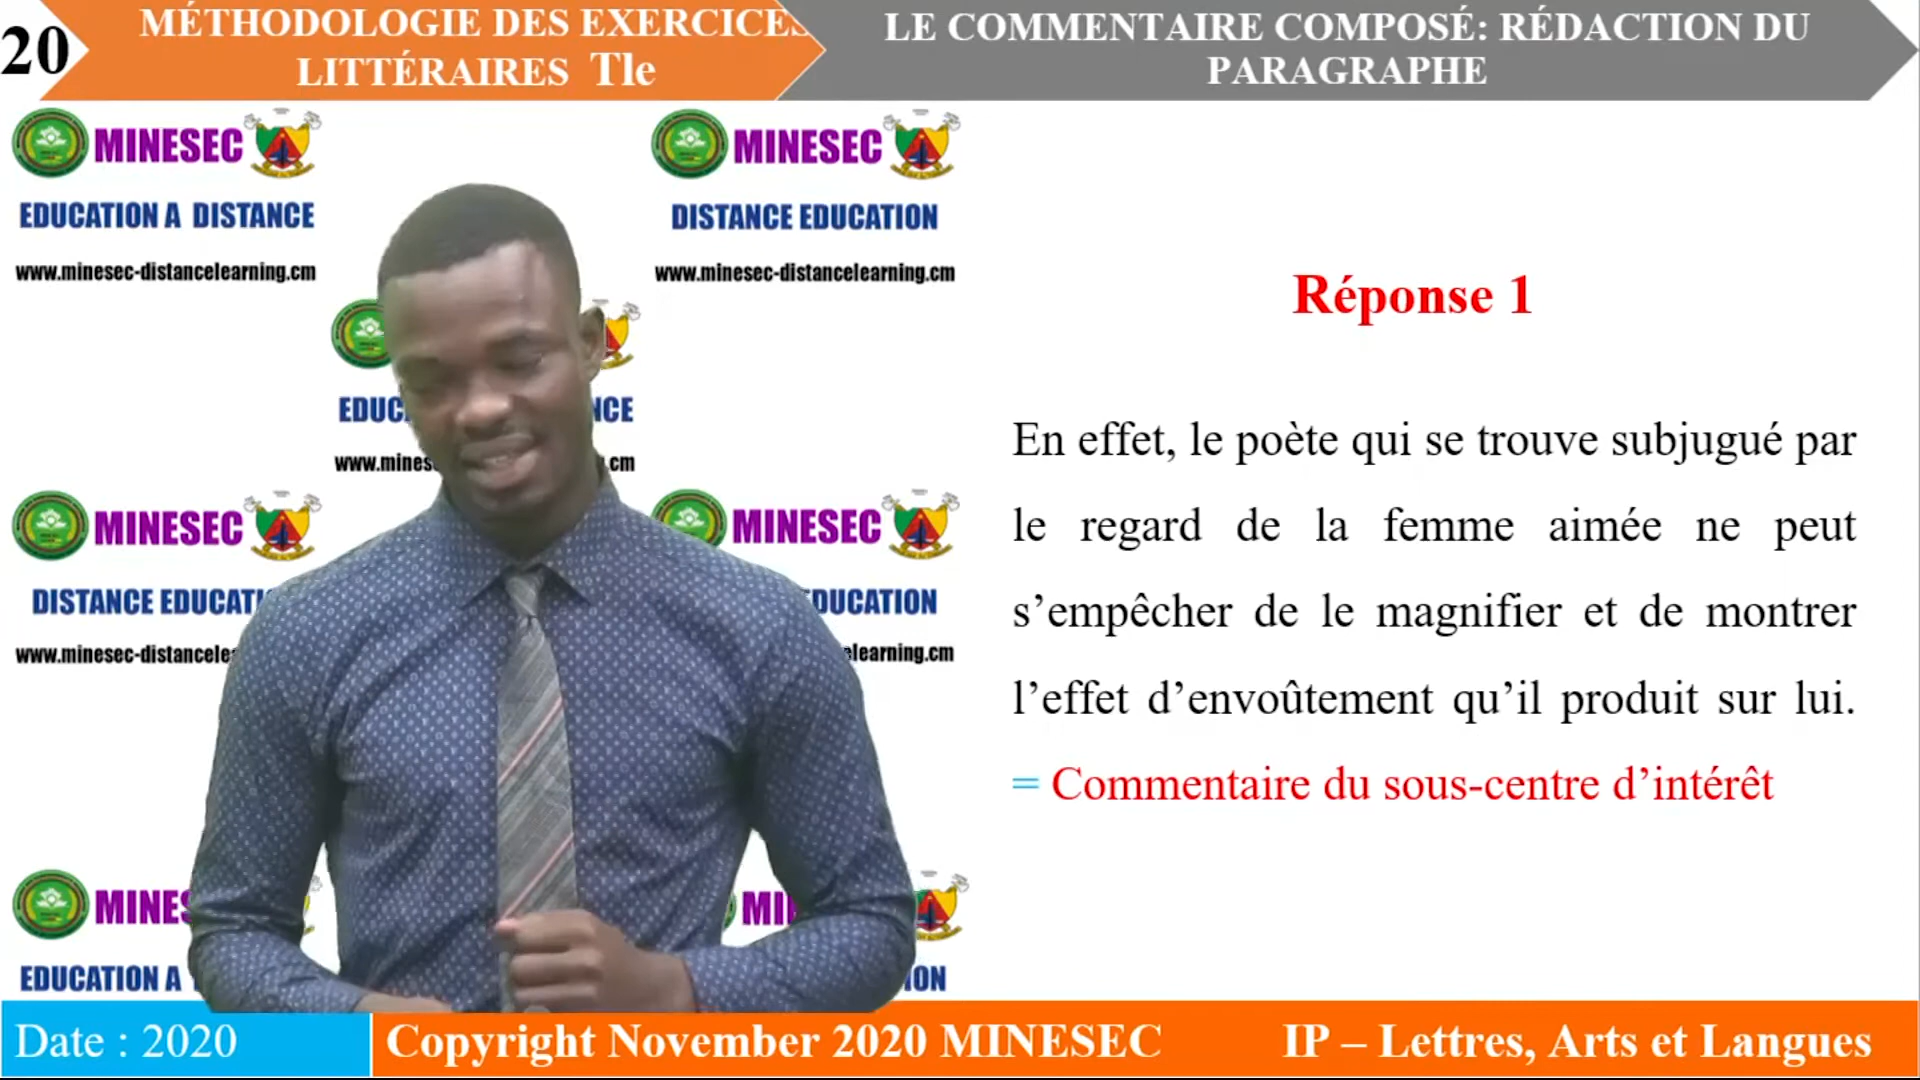 20
MÉTHODOLOGIE DES EXERCICES
LITTÉRAIRES Tle
LE COMMENTAIRE COMPOSÉ: RÉDACTION DU
PARAGRAPHE
MINESEC
EDUCATION A DISTANCE
www.minesec-distancelearning.cm
MINESEC
DISTANCE EDUCATION
www.minesec-distancelearning.cm
MINESEC
MINESEC
Réponse 1
En effet, le poète qui se trouve subjugué par
le regard de la femme aimée ne peut
s’empêcher de le magnifier et de montrer
l’effet d’envoûtement qu’il produit sur lui.
= Commentaire du sous-centre d’intérêt
EDUCATION A
Date : 2020
Copyright November 2020 MINESEC
IP – Lettres, Arts et Langues